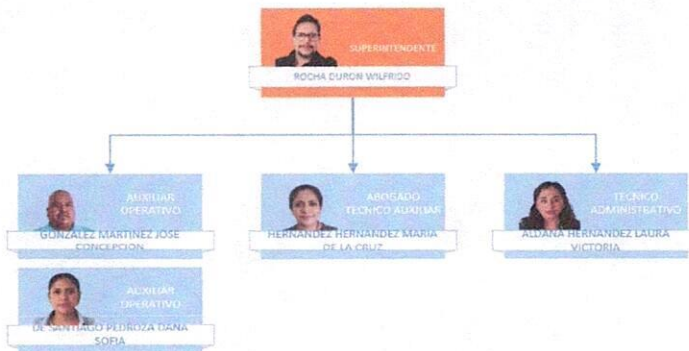 SUPERINTENDENTE
ROCHA DURON WILFRIDO
AUXILIAR
OPERATIVO
GONZALEZ MARTINEZ JOSE
CONCEPCION
ABOGADO
TECNICO AUXILIAR
HERNANDEZ HERNANDEZ MARIA
DE LA CRUZ
TECNICO
ADMINISTRATIVO
ALDANA HERNANDEZ LAURA
VICTORIA
AUXILIAR
OPERATIVO
DE SANTIAGO PEDROZA DANA
SOFIA